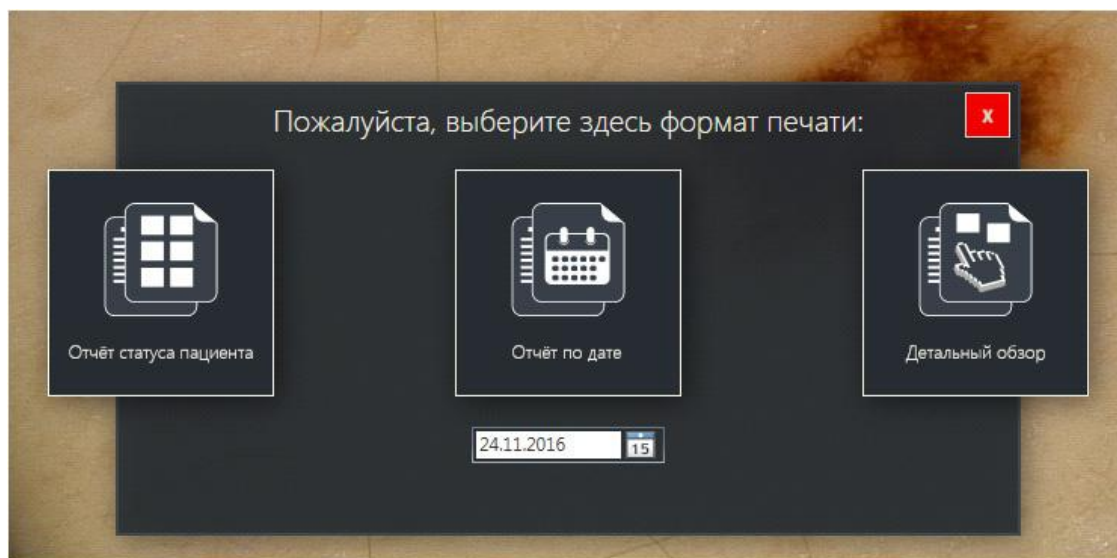 Пожалуйста, выберите здесь формат печати:
x
Отчёт статуса пациента
Отчёт по дате
Детальный обзор
24.11.2016
15